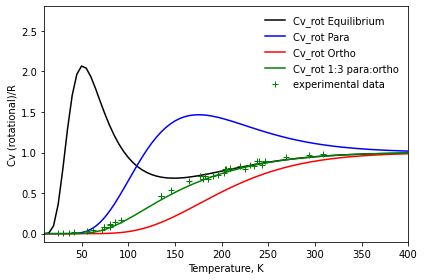 Cv_rot Equilibrium
Cv_rot Para
Cv_rot Ortho
Cv_rot 1:3 para:ortho
experimental data
Cv (rotational)/R
2.5
2.0
1.5
1.0
0.5
0.0
50 100 150 200 250 300 350 400
Temperature, K